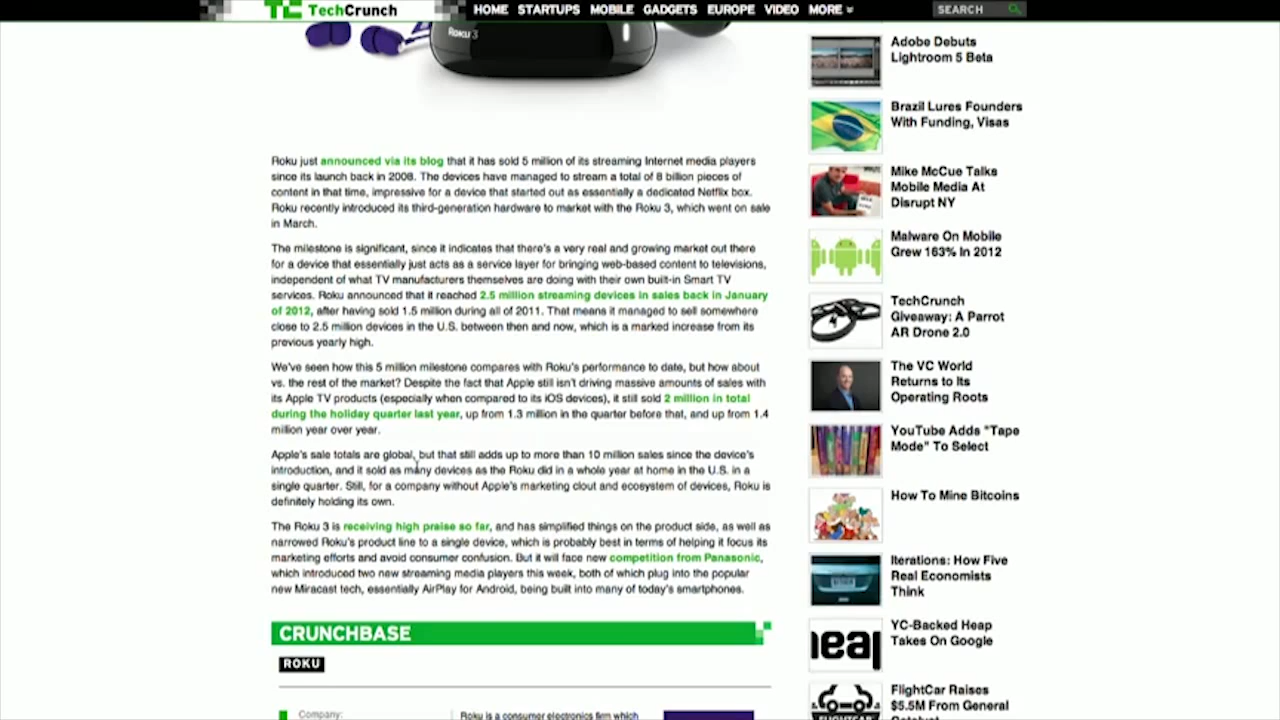 TechCrunch
HOME STARTUPS MOBILE GADGETS EUROPE VIDEO MORE
SEARCH
ROKU 3
Roku just announced via its blog that it has sold 5 million of its streaming Internet media players
since its launch back in 2008. The devices have managed to stream a total of 8 billion pieces of
content in that time, impressive for a device that started out as essentially a dedicated Netflix box.
Roku recently introduced its third-generation hardware to market with the Roku 3, which went on sale
in March.
The milestone is significant, since it indicates that there's a very real and growing market out there
for a device that essentially just acts as a service layer for bringing web-based content to televisions,
independent of what TV manufacturers themselves are doing with their own built-in Smart TV
services. Roku announced that it reached 2.5 million streaming devices in sales back in January
of 2012, after having sold 1.5 million during all of 2011. That means it managed to sell somewhere
close to 2.5 million devices in the U.S. between then and now, which is a marked increase from its
previous yearly high.
We've seen how this 5 million milestone compares with Roku's performance to date, but how about
vs. the rest of the market? Despite the fact that Apple still isn't driving massive amounts of sales with
its Apple TV products (especially when compared to its iOS devices), it still sold 2 million in total
during the holiday quarter last year, up from 1.3 million in the quarter before that, and up from 1.4
million year over year.
Apple's sale totals are global, but that still adds up to more than 10 million sales since the device's
introduction, and it sold as many devices as the Roku did in a whole year at home in the U.S. in a
single quarter. Still, for a company without Apple's marketing clout and ecosystem of devices, Roku is
definitely holding its own.
The Roku 3 is receiving high praise so far, and has simplified things on the product side, as well as
narrowed Roku's product line to a single device, which is probably best in terms of helping it focus its
marketing efforts and avoid consumer confusion. But it will face new competition from Panasonic,
which introduced two new streaming media players this week, both of which plug into the popular
new Miracast tech, essentially AirPlay for Android, being built into many of today's smartphones.
CRUNCHBASE
ROKU
Company:
Roku is a consumer electronics firm which
Adobe Debuts
Lightroom 5 Beta
Brazil Lures Founders
With Funding, Visas
Mike McCue Talks
Mobile Media At
Disrupt NY
Malware On Mobile
Grew 163% In 2012
TechCrunch
Giveaway: A Parrot
AR Drone 2.0
The VC World
Returns to Its
Operating Roots
YouTube Adds "Tape
Mode" To Select
How To Mine Bitcoins
Iterations: How Five
Real Economists
Think
heap
YC-Backed Heap
Takes On Google
FLIGHTCAR
FlightCar Raises
$5.5M From General
Catalyst